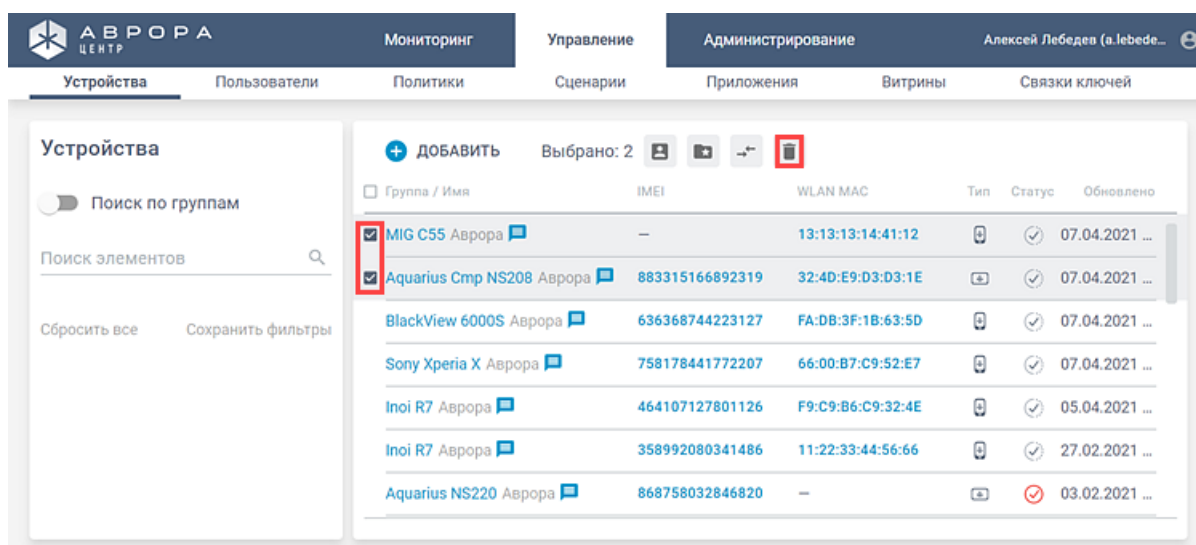 АВРОРА
ЦЕНТР
Мониторинг Управление Администрирование Алексей Лебедев (a.lebede...
Устройства Пользователи Политики Сценарии Приложения Витрины Связки ключей
Устройства
Поиск по группам
Поиск элементов
Сбросить все Сохранить фильтры
ДОБАВИТЬ Выбрано: 2
Группа / Имя IMEI WLAN MAC Тип Статус Обновлено
MIG C55 Аврора — 13:13:13:14:41:12 07.04.2021 ...
Aquarius Cmp NS208 Аврора 883315166892319 32:4D:E9:D3:D3:1E 07.04.2021 ...
BlackView 6000S Аврора 636368744223127 FA:DB:3F:1B:63:5D 07.04.2021 ...
Sony Xperia X Аврора 758178441772207 66:00:B7:C9:52:E7 07.04.2021 ...
Inoi R7 Аврора 464107127801126 F9:C9:B6:C9:32:4E 05.04.2021 ...
Inoi R7 Аврора 358992080341486 11:22:33:44:56:66 27.02.2021 ...
Aquarius NS220 Аврора 868758032846820 — 03.02.2021 ...